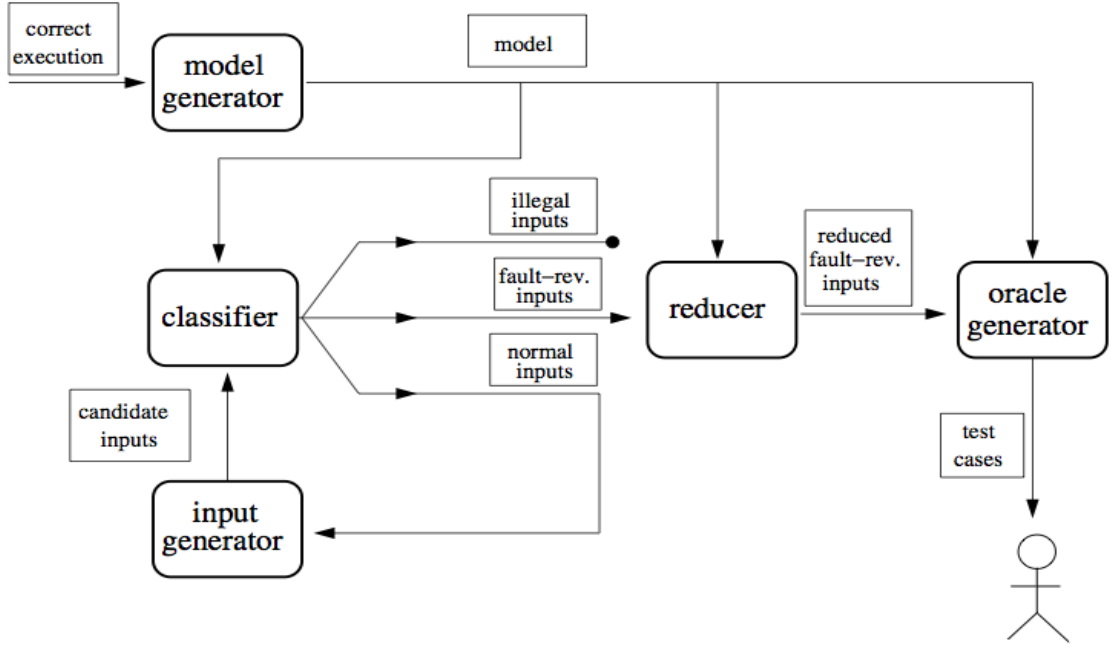 correct
execution
model
generator
model
illegal
inputs
fault−rev.
inputs
normal
inputs
classifier
reducer
reduced
fault−rev.
inputs
oracle
generator
candidate
inputs
input
generator
test
cases